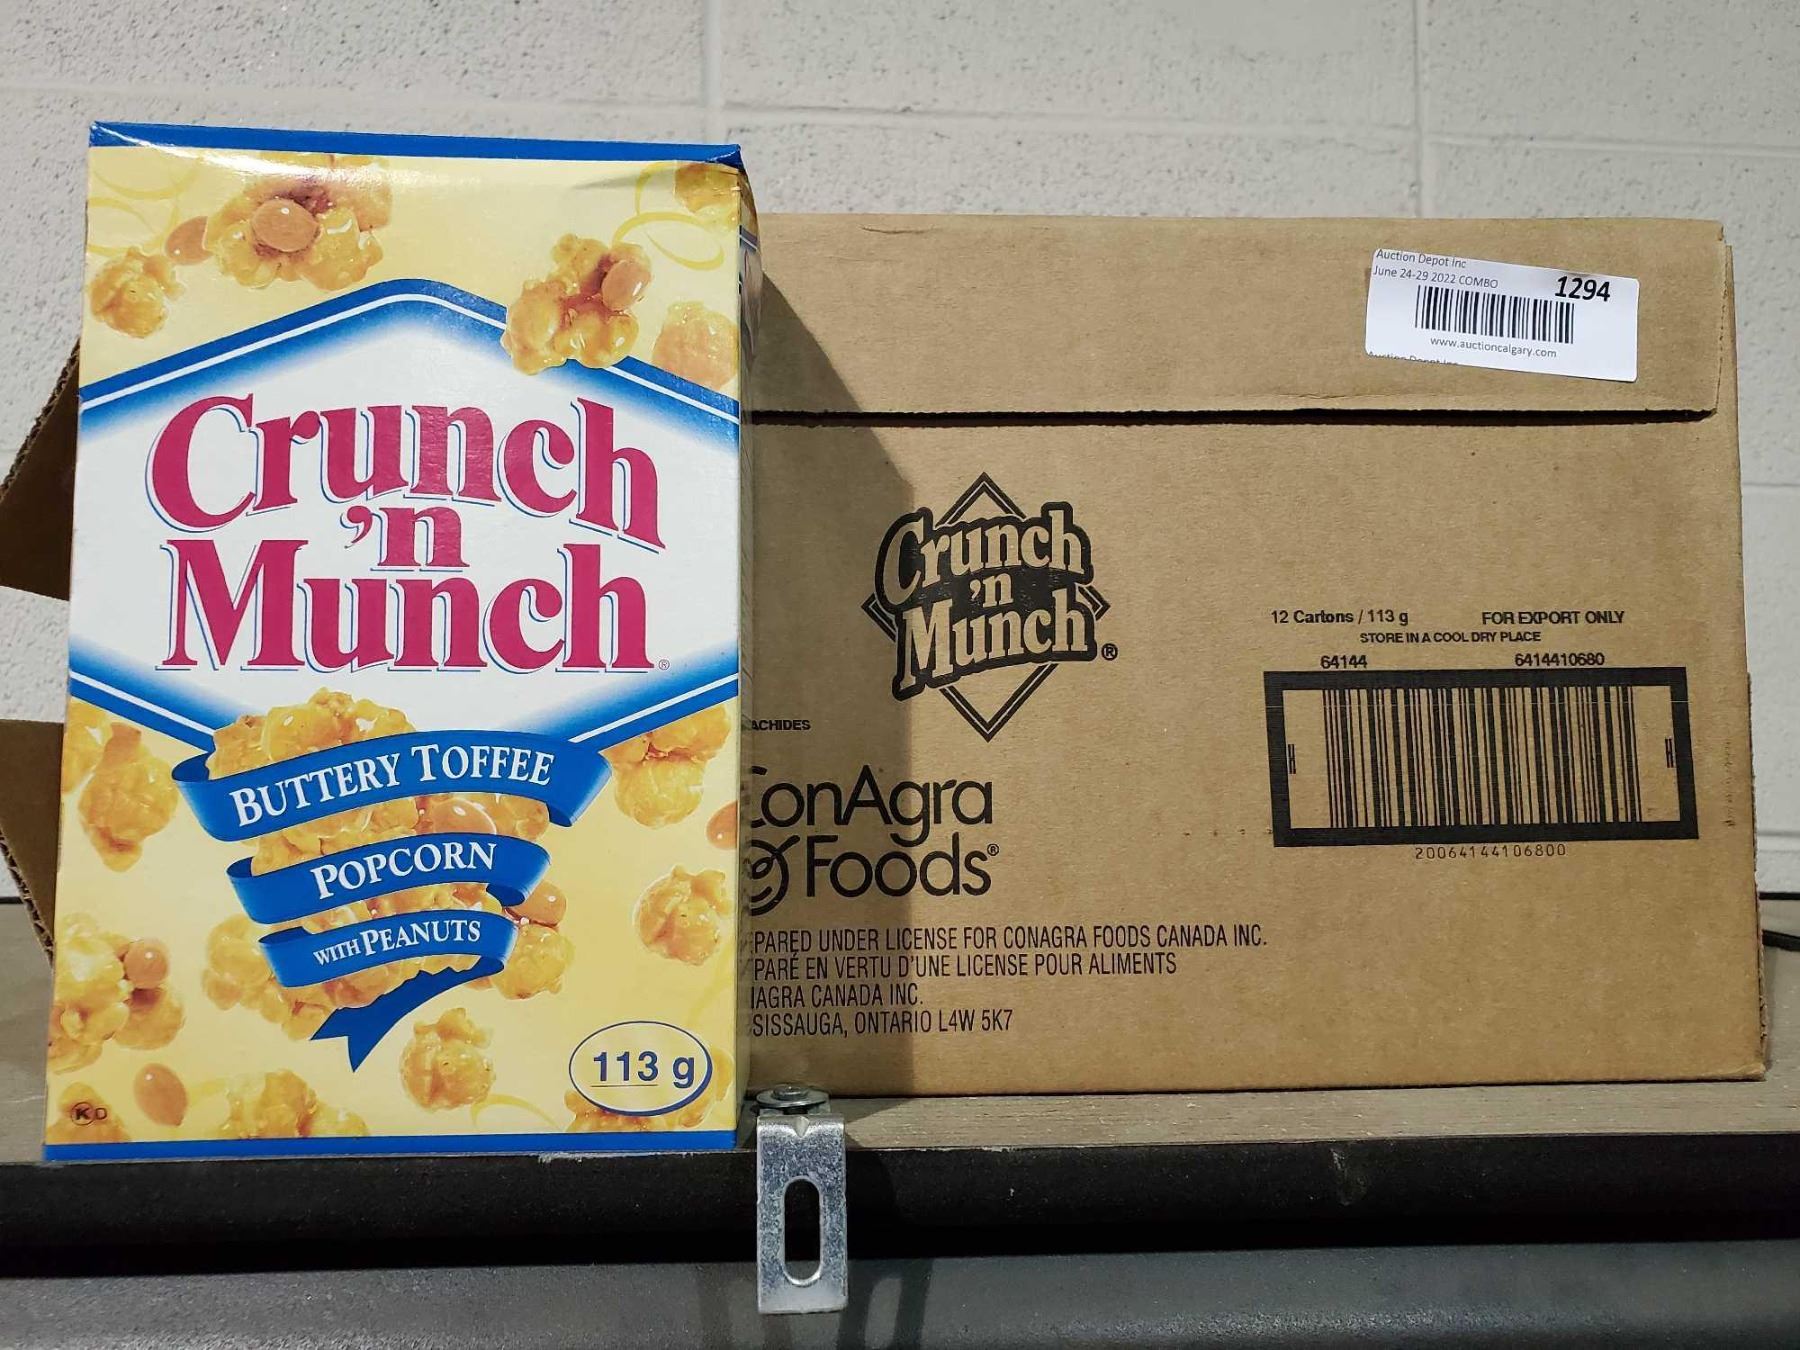 Crunch
'n
Munch®
BUTTERY TOFFEE
POPCORN
WITH PEANUTS
113 g
K D
Auction Depot Inc
June 24-29 2022 COMBO
1294
www.auctioncalgary.com
Auction Depot Inc
Crunch
'n
Munch®
12 Cartons / 113 g FOR EXPORT ONLY
STORE IN A COOL DRY PLACE
64144 6414410680
H H
20064144106800
ACHIDES
ConAgra
Foods®
PARED UNDER LICENSE FOR CONAGRA FOODS CANADA INC.
PARÉ EN VERTU D'UNE LICENSE POUR ALIMENTS
AGRA CANADA INC.
SISSAUGA, ONTARIO L4W 5K7